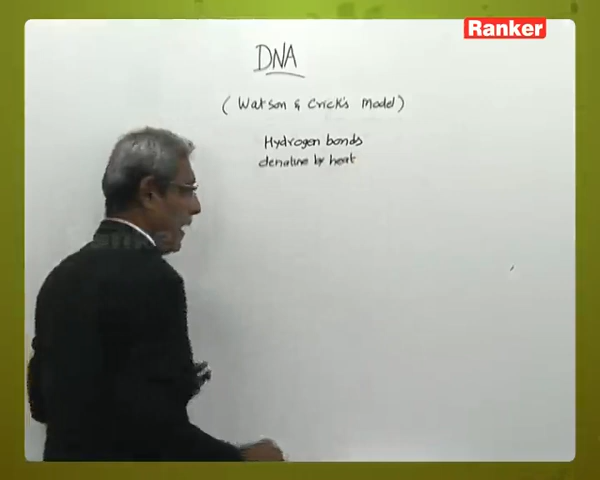 Ranker
DNA
(Watson & Crick's Model)
Hydrogen bonds
denature by heat